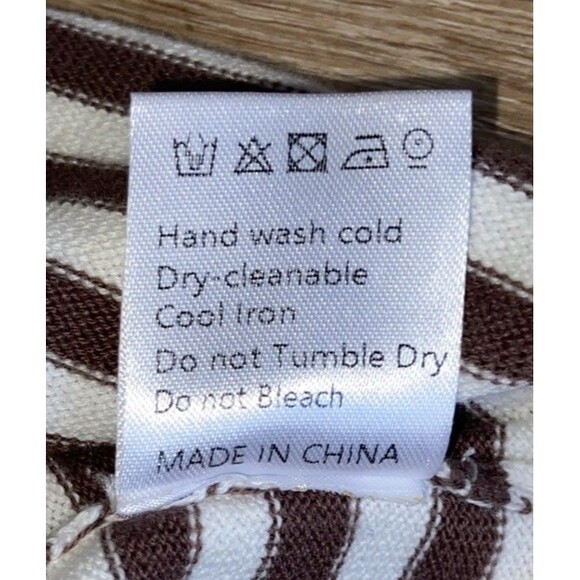 Hand wash cold
Dry-cleanable
Cool Iron
Do not Tumble Dry
Do not Bleach
MADE IN CHINA